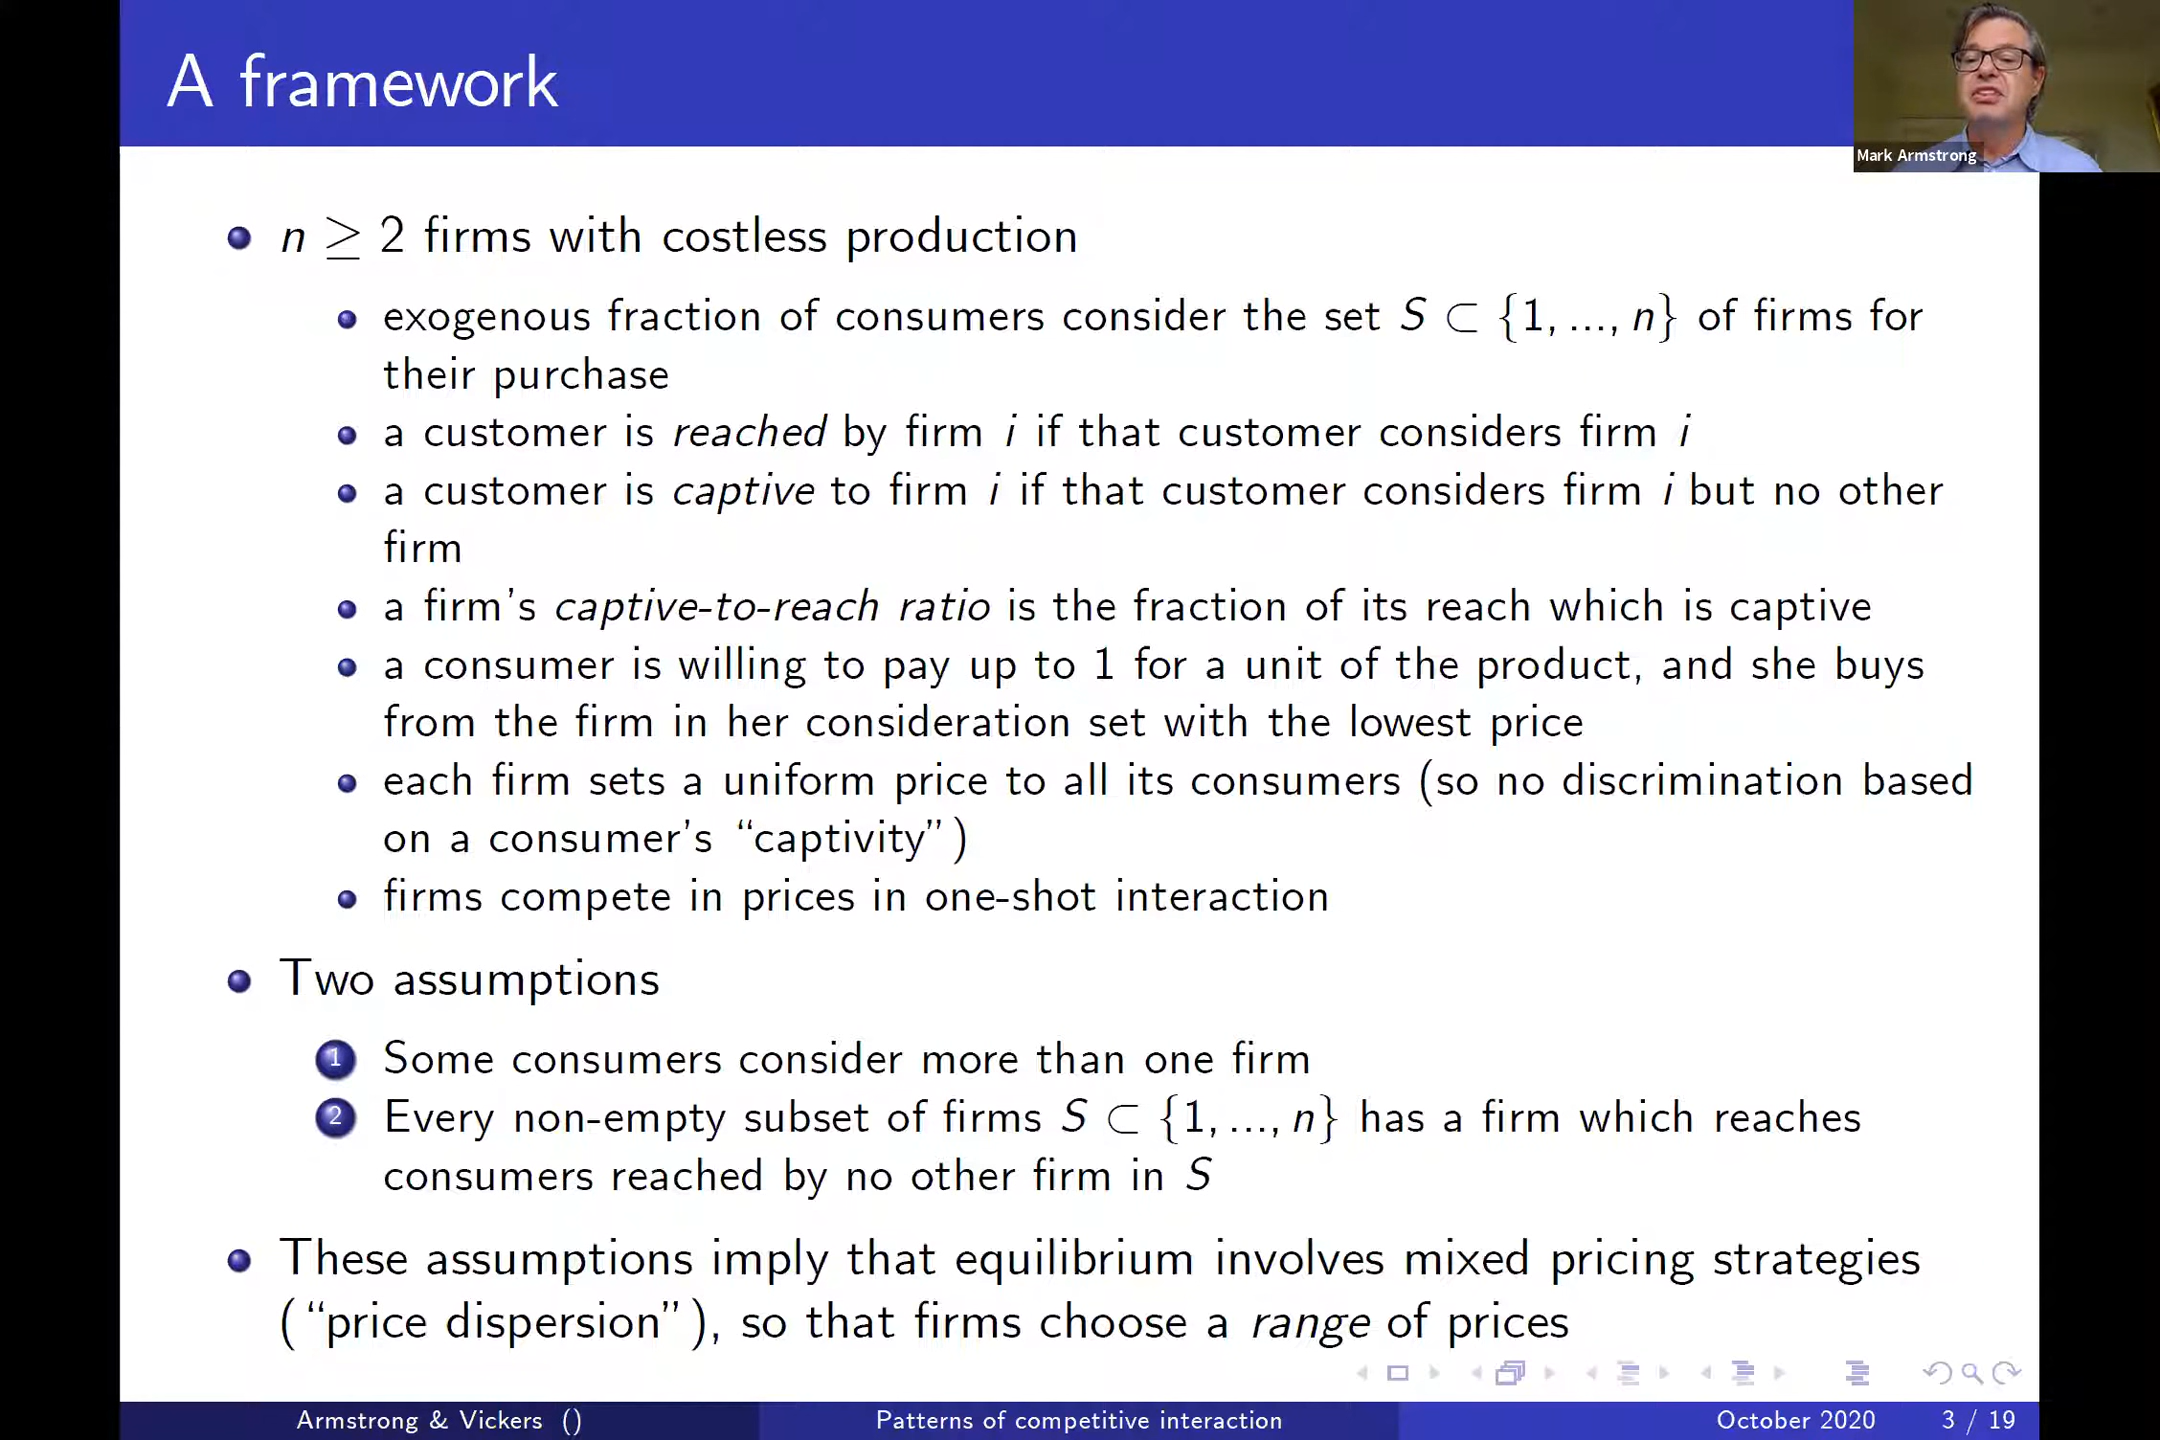 A framework
Mark Armstrong
n ≥ 2 firms with costless production
exogenous fraction of consumers consider the set S ⊂ {1, ..., n} of firms for
their purchase
a customer is reached by firm i if that customer considers firm i
a customer is captive to firm i if that customer considers firm i but no other
firm
a firm's captive-to-reach ratio is the fraction of its reach which is captive
a consumer is willing to pay up to 1 for a unit of the product, and she buys
from the firm in her consideration set with the lowest price
each firm sets a uniform price to all its consumers (so no discrimination based
on a consumer's “captivity”)
firms compete in prices in one-shot interaction
Two assumptions
1 Some consumers consider more than one firm
2 Every non-empty subset of firms S ⊂ {1, ..., n} has a firm which reaches
consumers reached by no other firm in S
These assumptions imply that equilibrium involves mixed pricing strategies
(“price dispersion”), so that firms choose a range of prices
Armstrong & Vickers () Patterns of competitive interaction October 2020 3 / 19